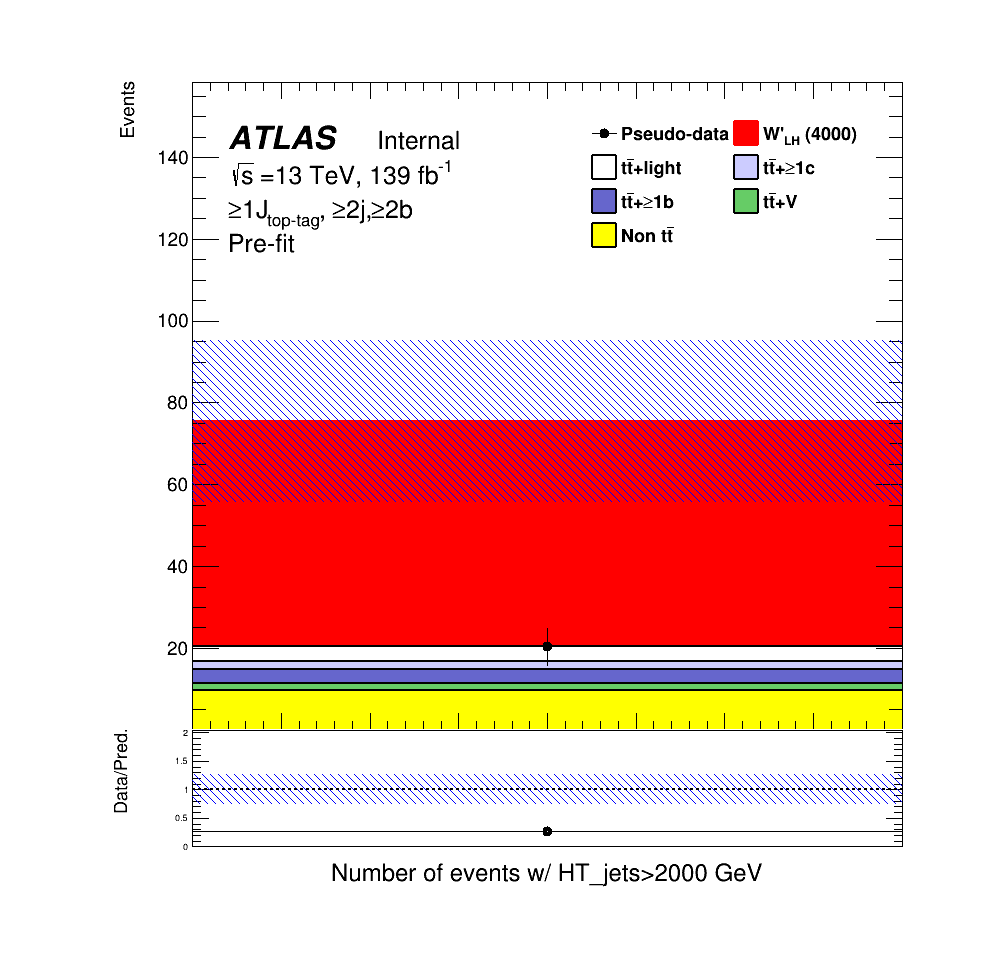 Events
ATLAS Internal
√s =13 TeV, 139 fb⁻¹
≥1J_top-tag, ≥2j,≥2b
Pre-fit
Pseudo-data
W'_LH (4000)
tt̄+light
tt̄+≥1c
tt̄+≥1b
tt̄+V
Non tt̄
140
120
100
80
60
40
20
Data/Pred.
2
1.5
1
0.5
0
Number of events w/ HT_jets>2000 GeV